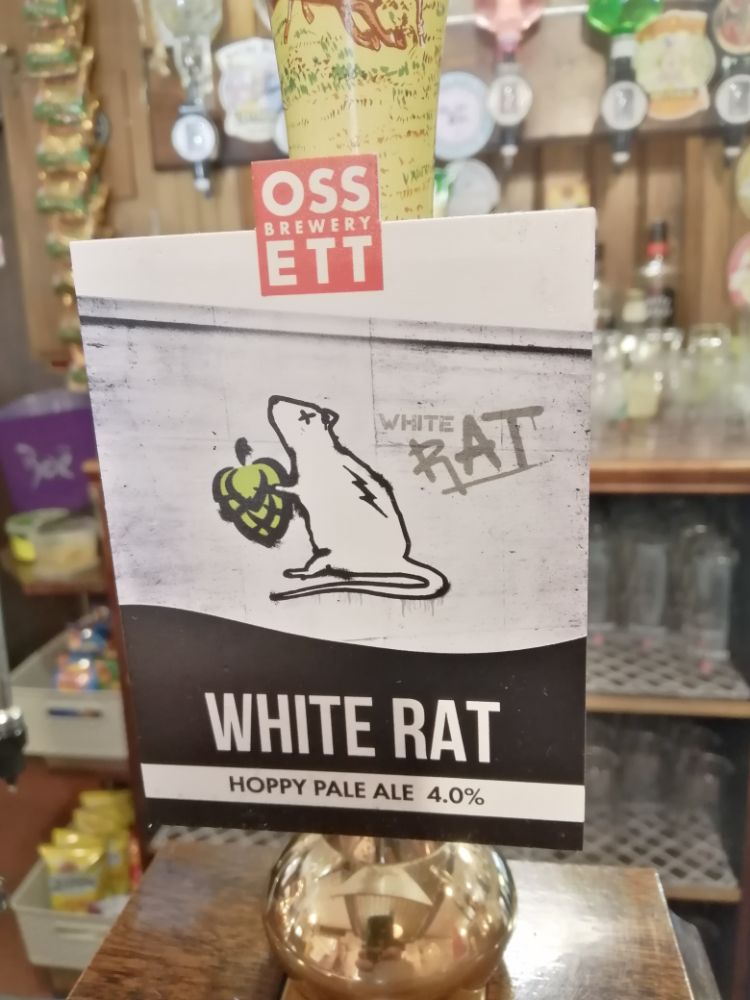 OSS
BREWERY
ETT
WHITE
RAT
WHITE RAT
HOPPY PALE ALE 4.0%